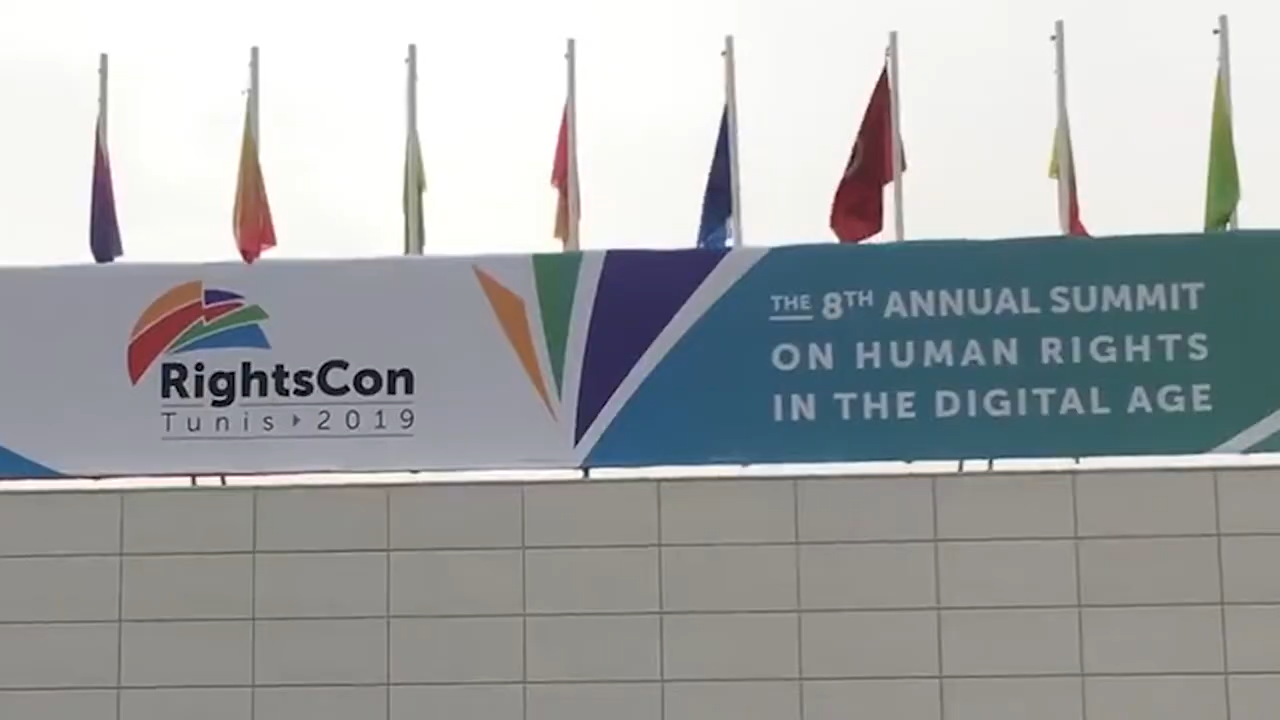 RightsCon
Tunis 2019
THE 8TH ANNUAL SUMMIT
ON HUMAN RIGHTS
IN THE DIGITAL AGE